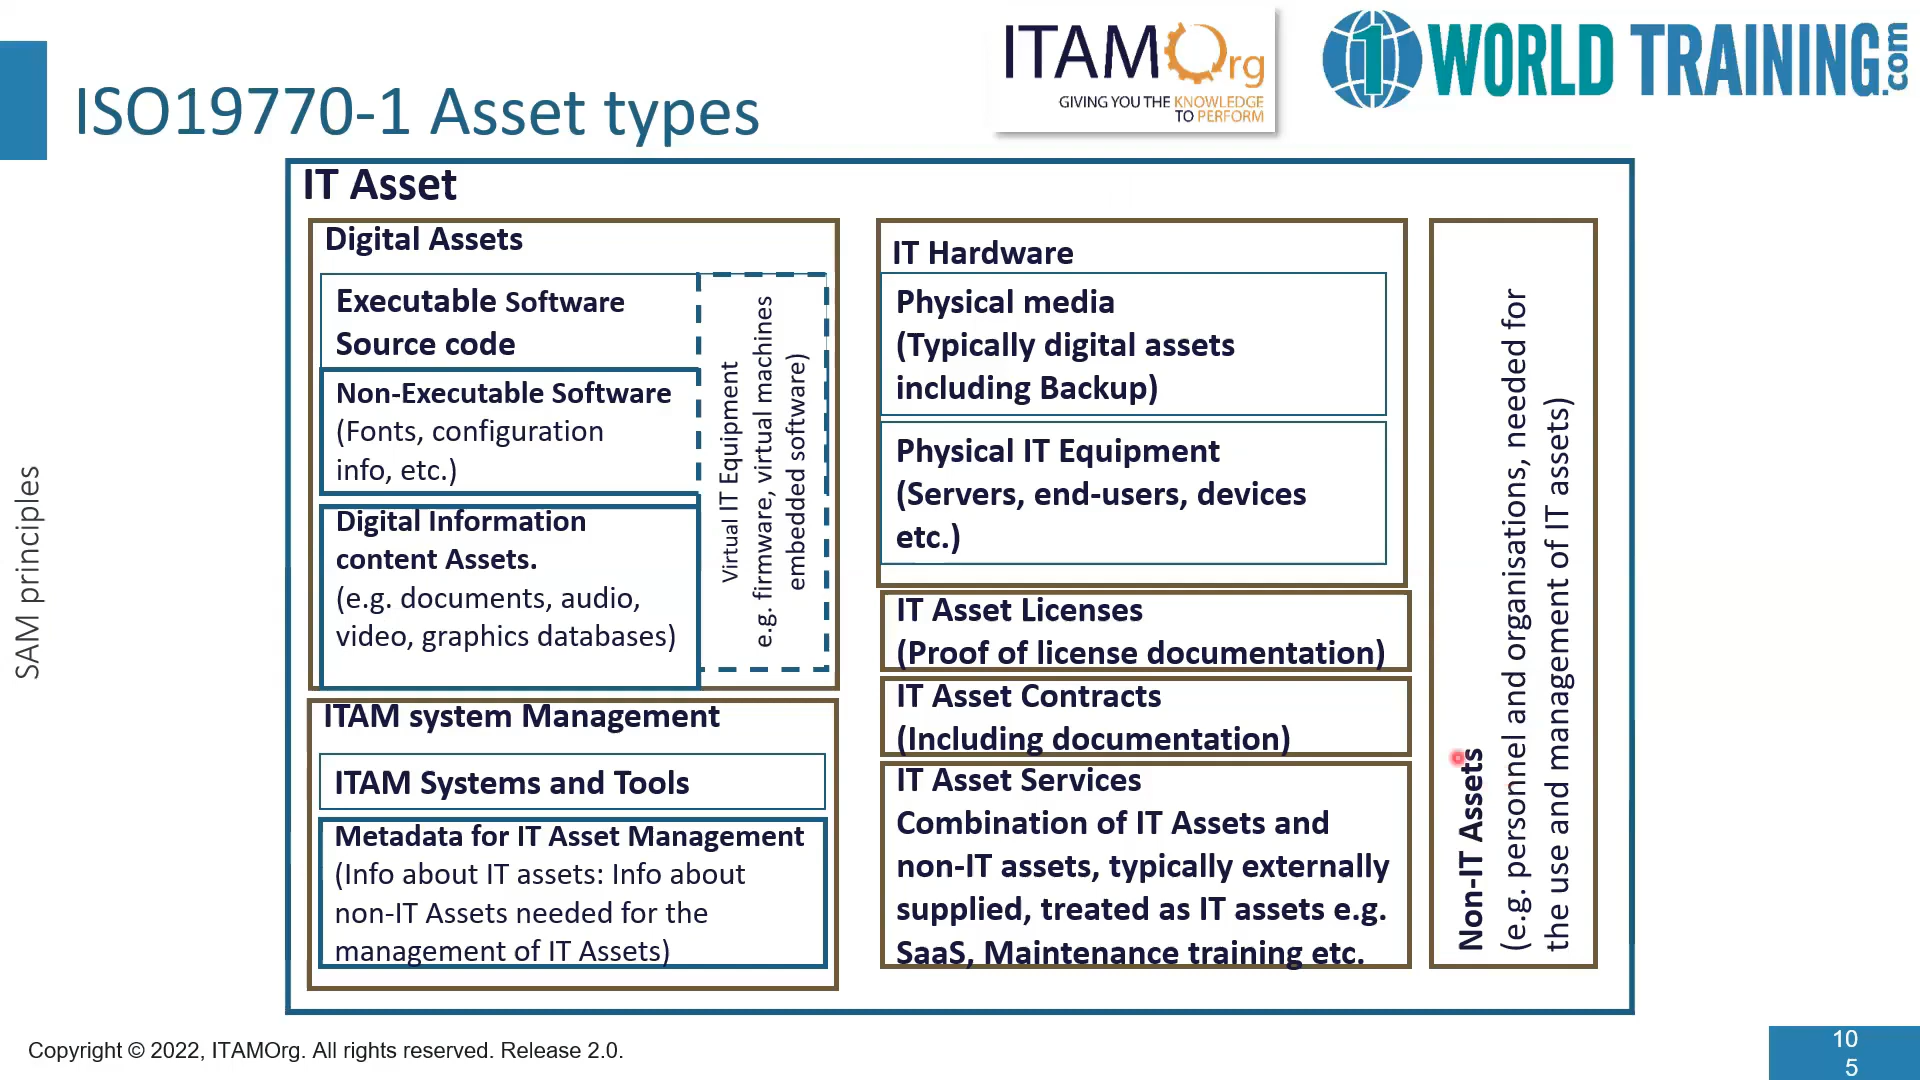 ITAMOrg
GIVING YOU THE KNOWLEDGE
TO PERFORM
1 WORLD TRAINING.com
ISO19770-1 Asset types
SAM principles
IT Asset
Digital Assets
Executable Software
Source code
Non-Executable Software
(Fonts, configuration
info, etc.)
Digital Information
content Assets.
(e.g. documents, audio,
video, graphics databases)
Virtual IT Equipment
e.g. firmware, virtual machines
embedded software)
ITAM system Management
ITAM Systems and Tools
Metadata for IT Asset Management
(Info about IT assets: Info about
non-IT Assets needed for the
management of IT Assets)
IT Hardware
Physical media
(Typically digital assets
including Backup)
Physical IT Equipment
(Servers, end-users, devices
etc.)
IT Asset Licenses
(Proof of license documentation)
IT Asset Contracts
(Including documentation)
IT Asset Services
Combination of IT Assets and
non-IT assets, typically externally
supplied, treated as IT assets e.g.
SaaS, Maintenance training etc.
Non-IT Assets
(e.g. personnel and organisations, needed for
the use and management of IT assets)
Copyright © 2022, ITAMOrg. All rights reserved. Release 2.0.
10
5